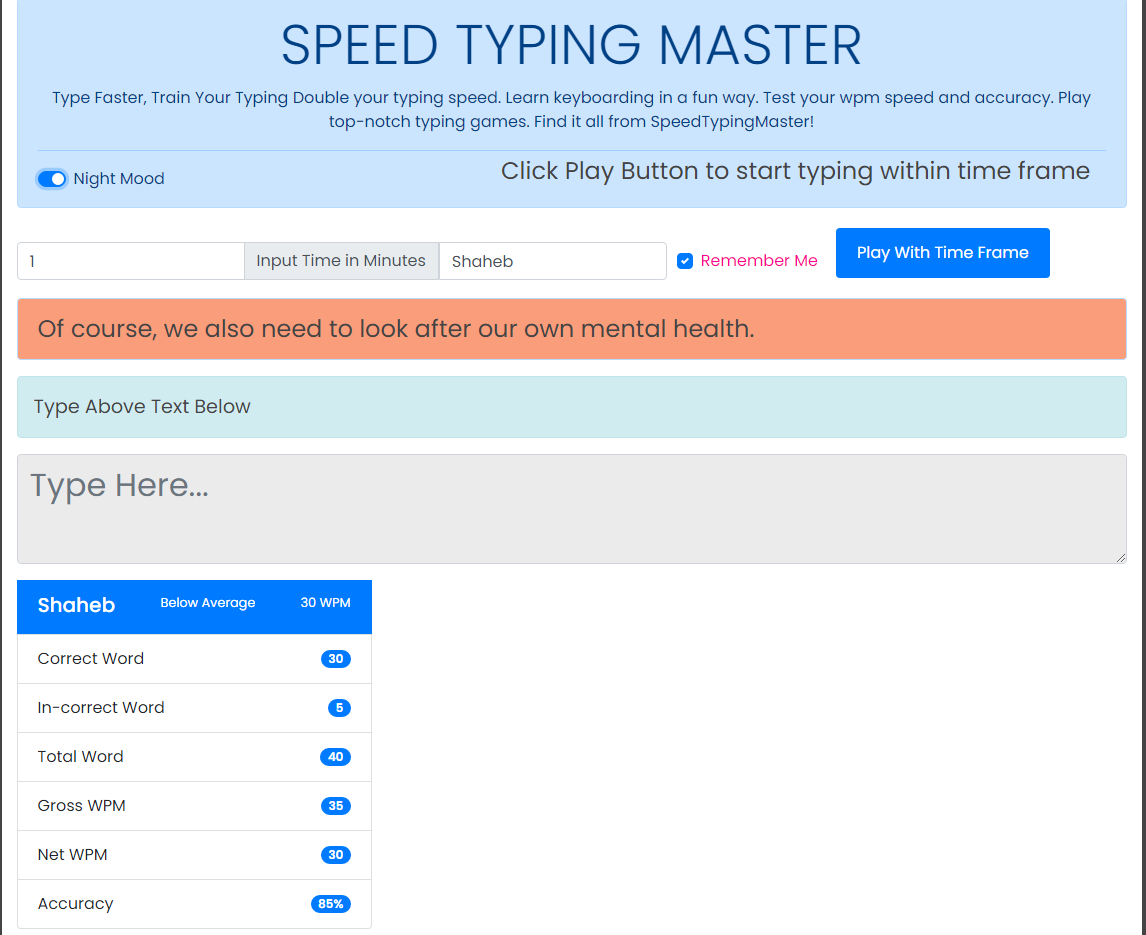 SPEED TYPING MASTER
Type Faster, Train Your Typing Double your typing speed. Learn keyboarding in a fun way. Test your wpm speed and accuracy. Play
top-notch typing games. Find it all from SpeedTypingMaster!
Night Mood
Click Play Button to start typing within time frame
1
Input Time in Minutes
Shaheb
Remember Me
Play With Time Frame
Of course, we also need to look after our own mental health.
Type Above Text Below
Type Here...
Shaheb Below Average 30 WPM
Correct Word 30
In-correct Word 5
Total Word 40
Gross WPM 35
Net WPM 30
Accuracy 85%